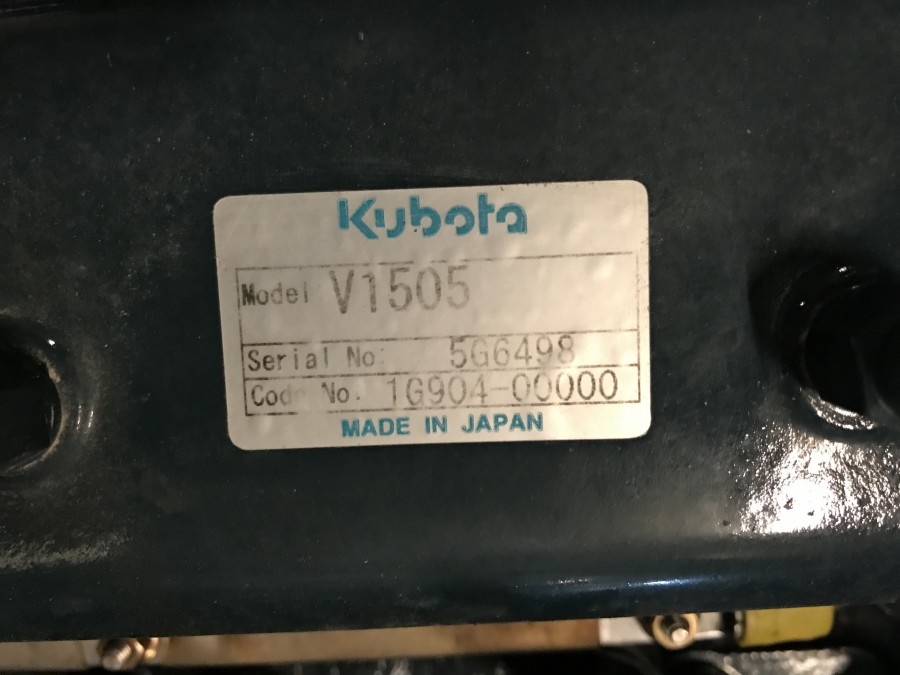 Kubota
Model V1505
Serial No. 5G6498
Code No. 1G904-00000
MADE IN JAPAN